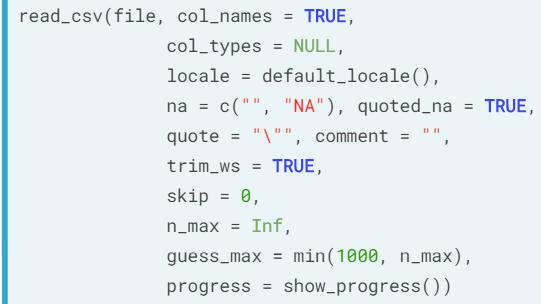 read_csv(file, col_names = TRUE,
col_types = NULL,
locale = default_locale(),
na = c("", "NA"), quoted_na = TRUE,
quote = "\"", comment = "",
trim_ws = TRUE,
skip = 0,
n_max = Inf,
guess_max = min(1000, n_max),
progress = show_progress())